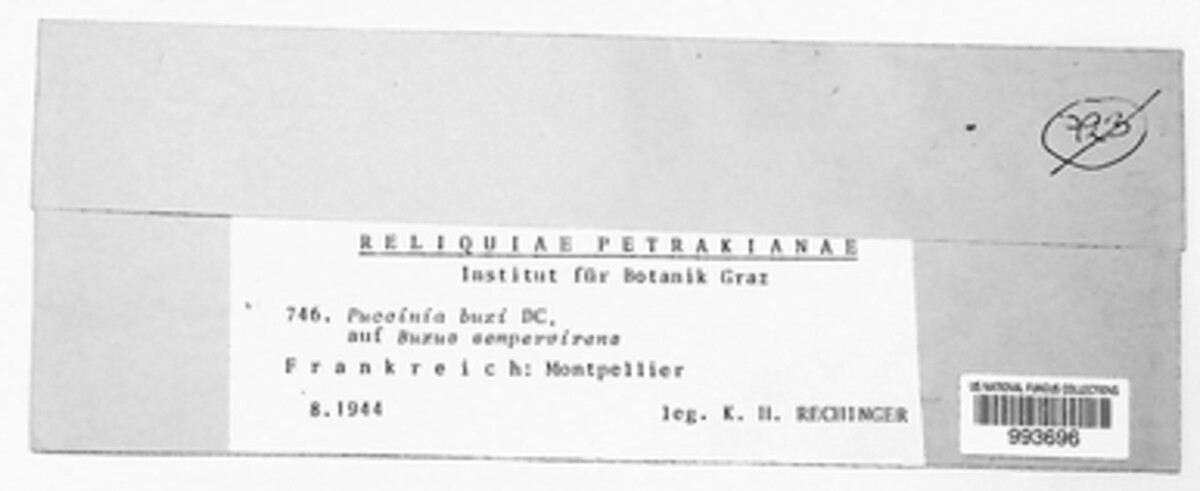 793
RELIQUIAE PETRAKIANAE
Institut für Botanik Graz
746. Puccinia buxi DC.
auf Buxus sempervirens
Frankreich: Montpellier
8.1944 leg. K. H. RECHINGER
US NATIONAL FUNGUS COLLECTIONS
993696